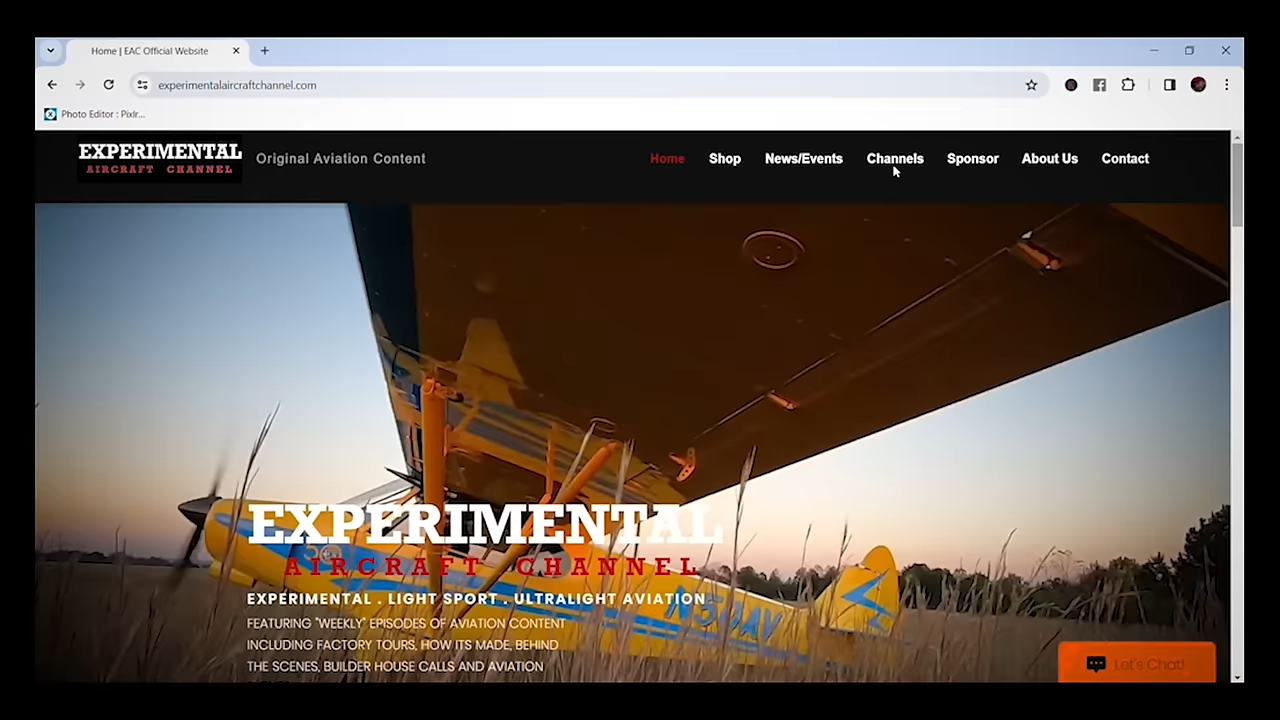 Home | EAC Official Website
experimentalaircraftchannel.com
Photo Editor : Pixlr...
EXPERIMENTAL
AIRCRAFT CHANNEL
Original Aviation Content
Home Shop News/Events Channels Sponsor About Us Contact
EXPERIMENTAL
AIRCRAFT CHANNEL
EXPERIMENTAL . LIGHT SPORT . ULTRALIGHT AVIATION
FEATURING "WEEKLY" EPISODES OF AVIATION CONTENT
INCLUDING FACTORY TOURS, HOW ITS MADE, BEHIND
THE SCENES, BUILDER HOUSE CALLS AND AVIATION
Let's Chat!